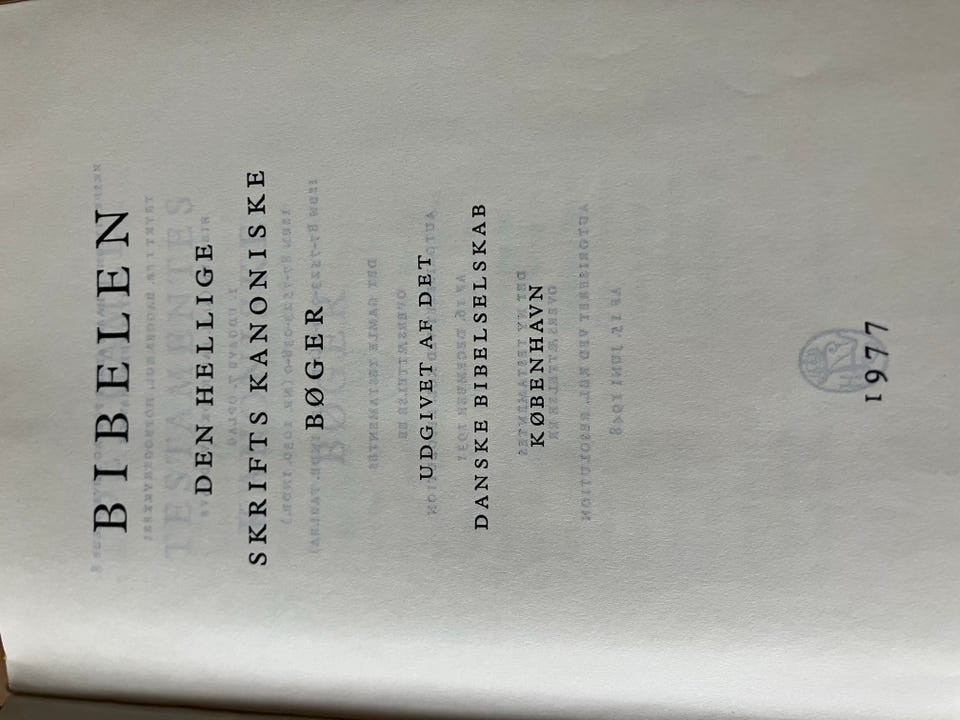 BIBELEN
DEN HELLIGE
SKRIFTS KANONISKE
BØGER
UDGIVET AF DET
DANSKE BIBELSELSKAB
KØBENHAVN
1977